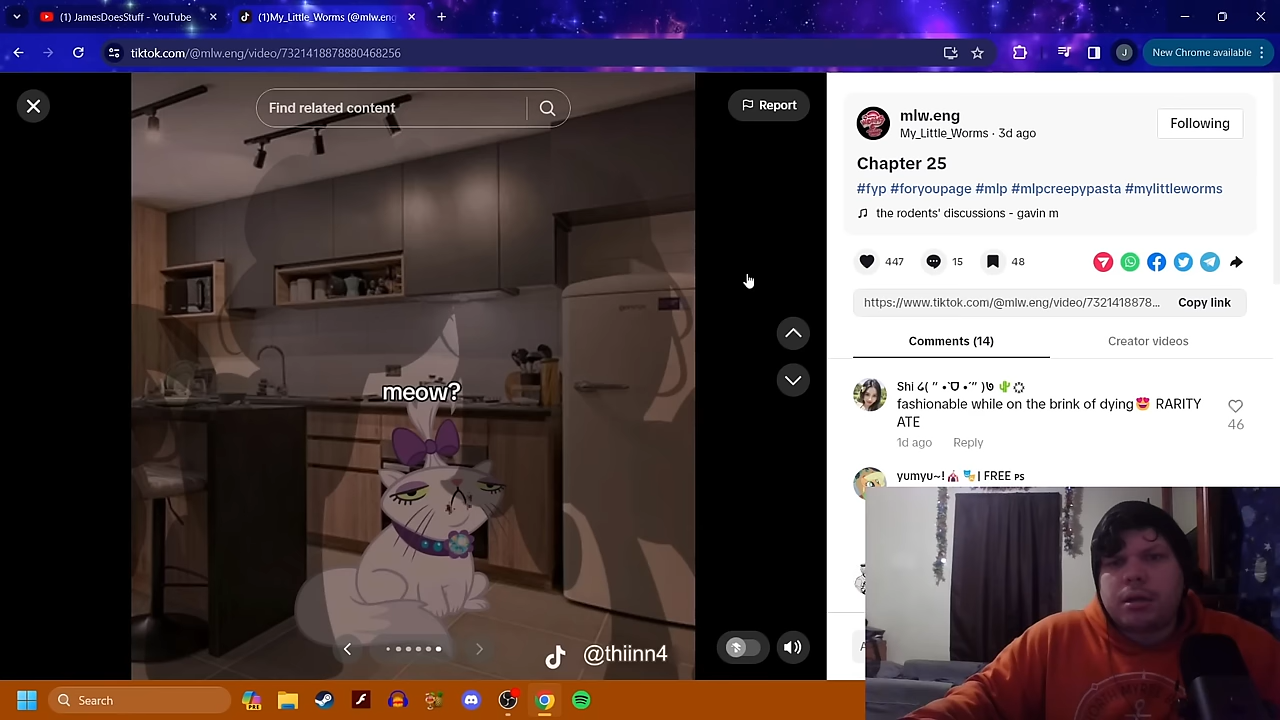 (1) JamesDoesStuff - YouTube
(1)My_Little_Worms (@mlw.eng
tiktok.com/@mlw.eng/video/7321418878880468256
New Chrome available
J
Find related content
Report
meow?
@thiinn4
mlw.eng
My_Little_Worms · 3d ago
Following
Chapter 25
#fyp #foryoupage #mlp #mlpcreepypasta #mylittleworms
the rodents' discussions - gavin m
447
15
48
https://www.tiktok.com/@mlw.eng/video/7321418878...
Copy link
Comments (14)
Creator videos
fashionable while on the brink of dying😍 RARITY
ATE
46
1d ago
Reply
yumyu~!🎪 🎭| FREE ᴘs
Search
PRE